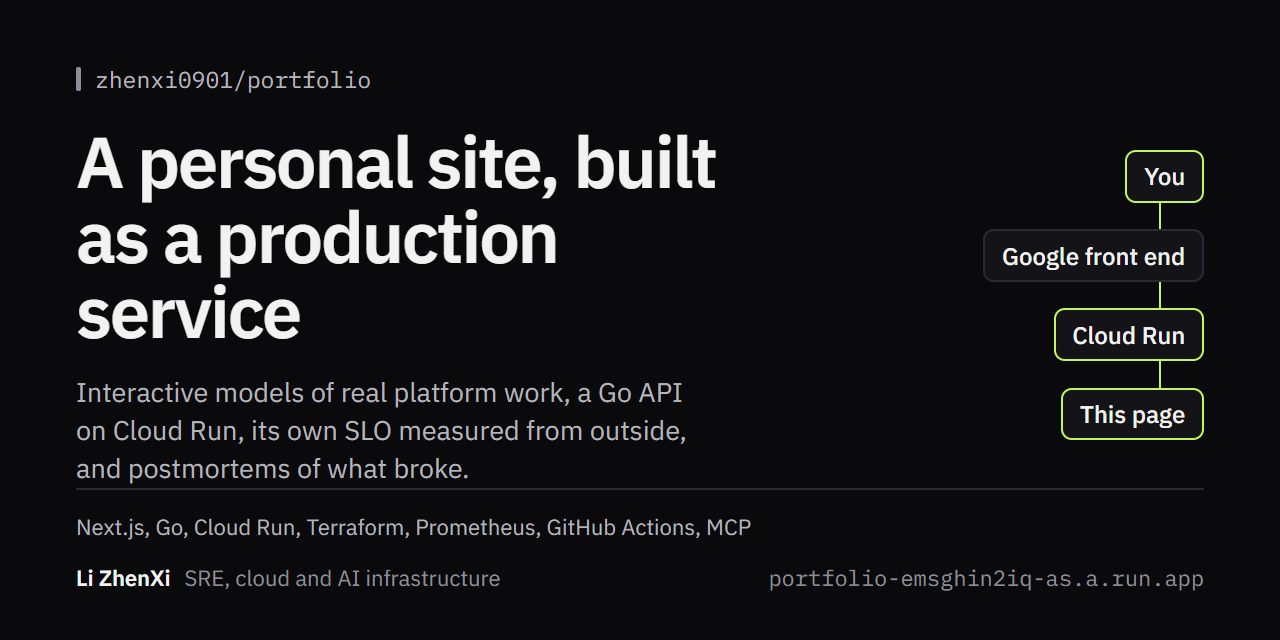 zhenxi0901/portfolio
A personal site, built
as a production
service
Interactive models of real platform work, a Go API
on Cloud Run, its own SLO measured from outside,
and postmortems of what broke.
You
Google front end
Cloud Run
This page
Next.js, Go, Cloud Run, Terraform, Prometheus, GitHub Actions, MCP
Li ZhenXi SRE, cloud and AI infrastructure
portfolio-emsghin2iq-as.a.run.app